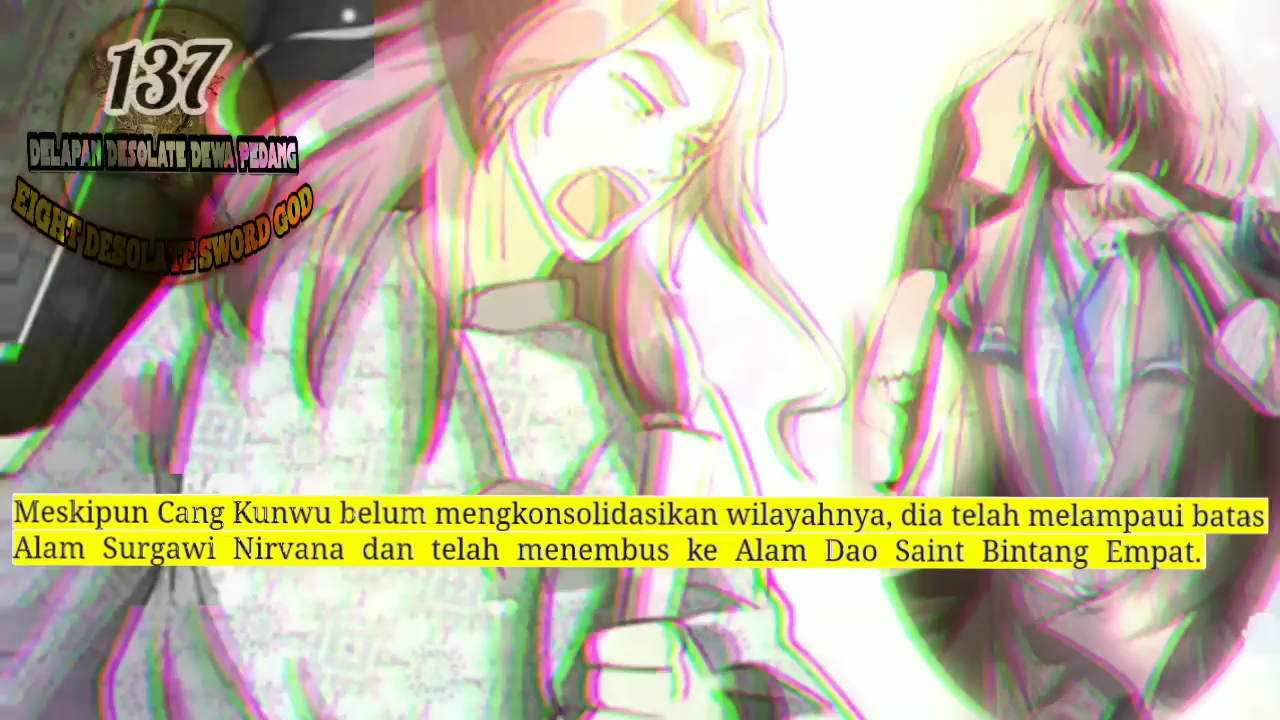 137
DELAPAN DESOLATE DEWA PEDANG
EIGHT DESOLATE SWORD GOD
Meskipun Cang Kunwu belum mengkonsolidasikan wilayahnya, dia telah melampaui batas
Alam Surgawi Nirvana dan telah menembus ke Alam Dao Saint Bintang Empat.